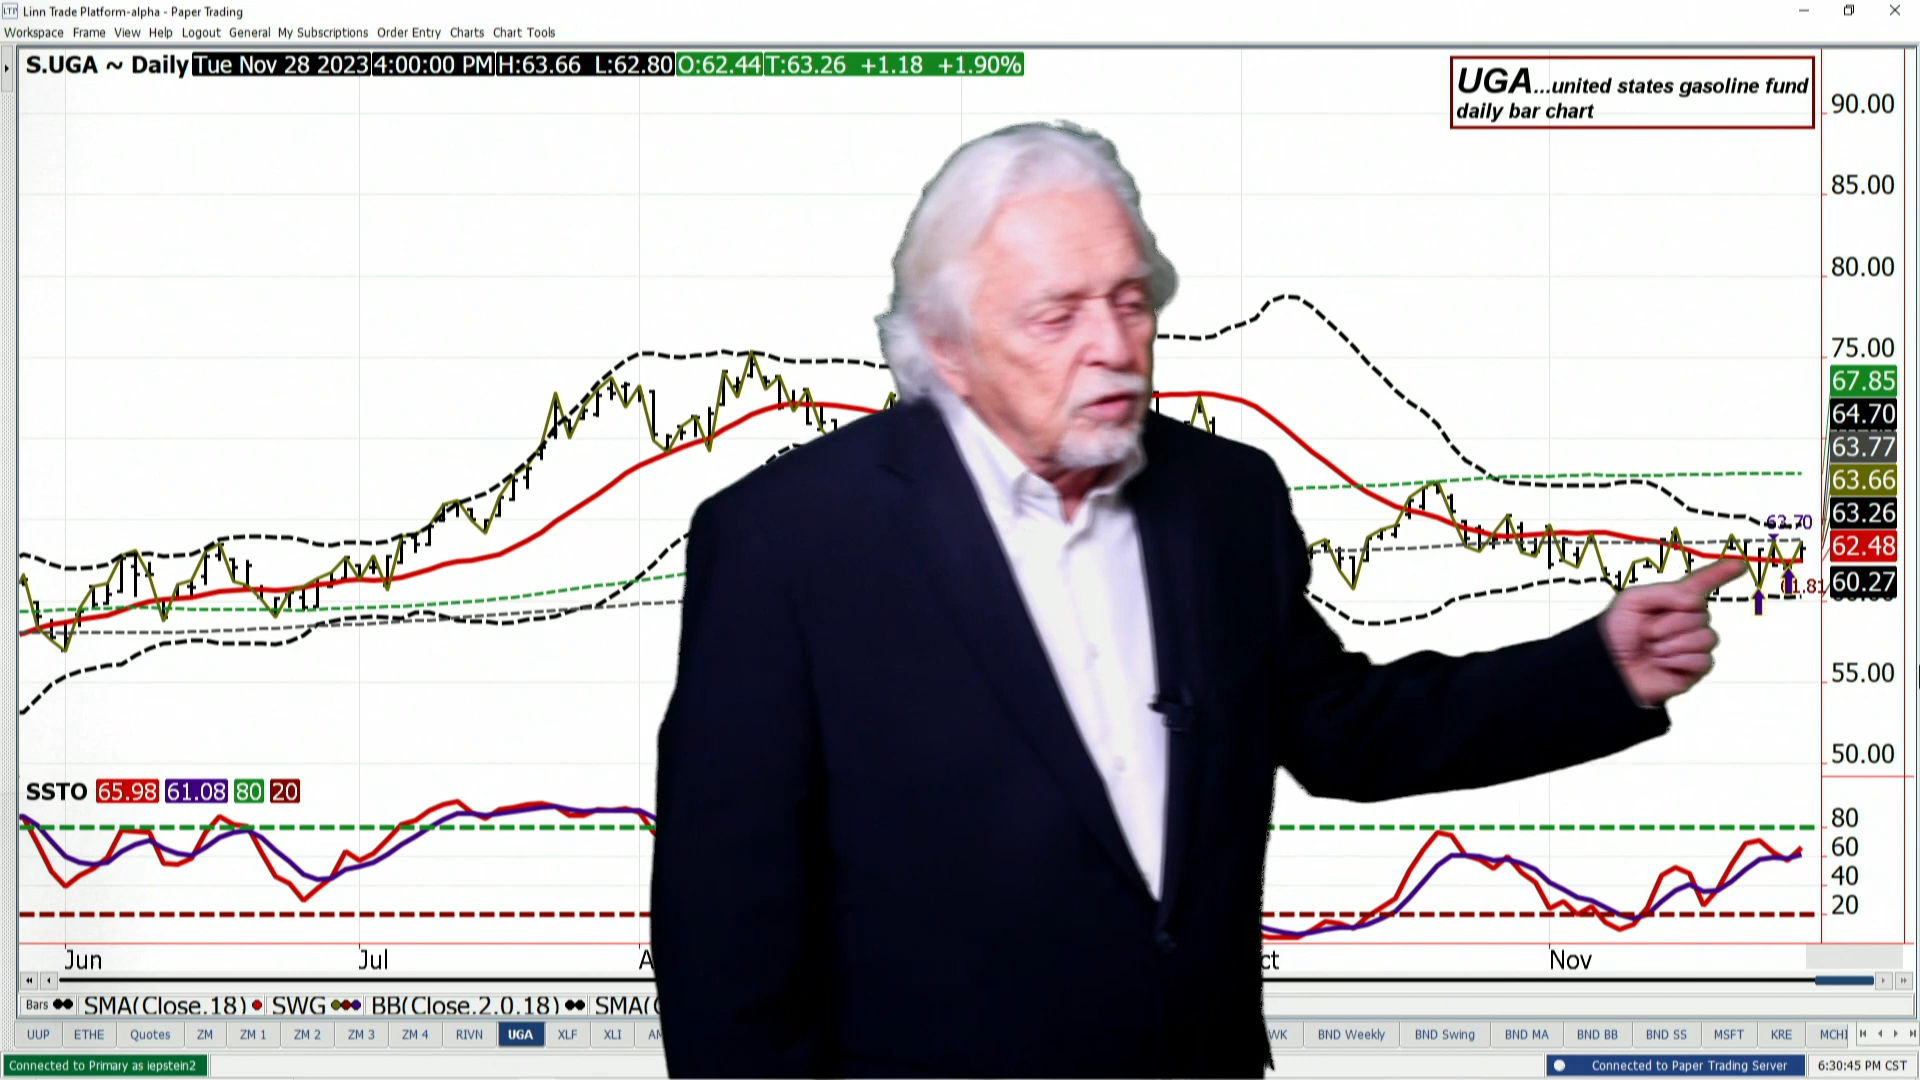 Linn Trade Platform-alpha - Paper Trading
Workspace Frame View Help Logout General My Subscriptions Order Entry Charts Chart Tools
S.UGA ~ Daily Tue Nov 28 2023 4:00:00 PM H:63.66 L:62.80 O:62.44 T:63.26 +1.18 +1.90%
UGA...united states gasoline fund
daily bar chart
90.00
85.00
80.00
75.00
67.85
64.70
63.77
63.66
63.26
62.48
60.27
63.70
55.00
50.00
SSTO 65.98 61.08 80 20
80
60
40
20
Jun Jul Nov
Bars SMA(Close,18) SWG BB(Close,2.0,18)
UUP ETHE Quotes ZM ZM 1 ZM 2 ZM 3 ZM 4 RIVN UGA XLF XLI BND Weekly BND Swing BND MA BND BB BND SS MSFT KRE MCHI
Connected to Primary as iepstein2 Connected to Paper Trading Server 6:30:45 PM CST